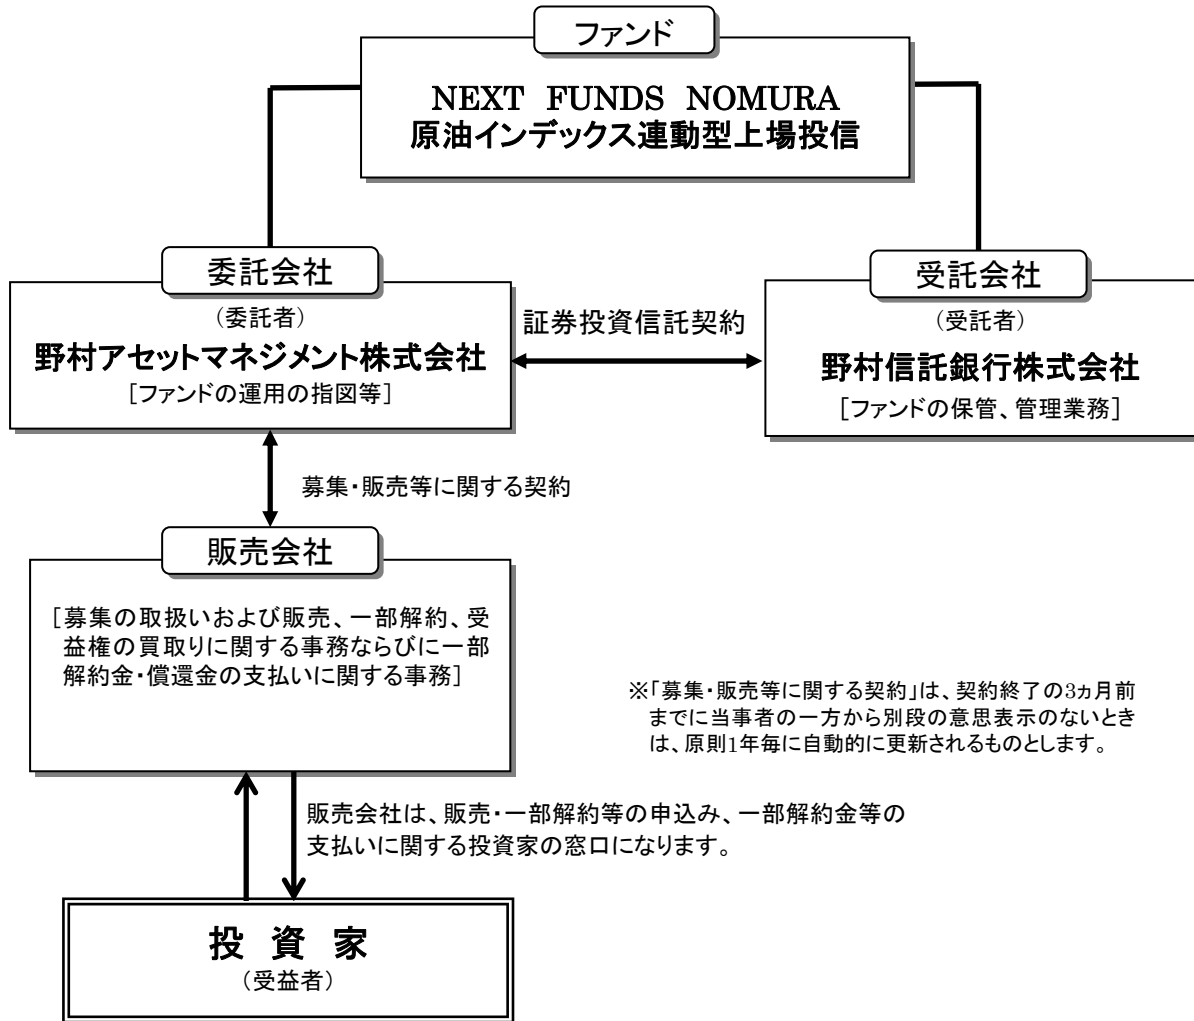 ファンド
NEXT FUNDS NOMURA
原油インデックス連動型上場投信
委託会社
(委託者)
野村アセットマネジメント株式会社
[ファンドの運用の指図等]
証券投資信託契約
受託会社
(受託者)
野村信託銀行株式会社
[ファンドの保管、管理業務]
募集・販売等に関する契約
販売会社
[募集の取扱いおよび販売、一部解約、受
益権の買取りに関する事務ならびに一部
解約金・償還金の支払いに関する事務]
※「募集・販売等に関する契約」は、契約終了の3ヵ月前
までに当事者の一方から別段の意思表示のないとき
は、原則1年毎に自動的に更新されるものとします。
販売会社は、販売・一部解約等の申込み、一部解約金等の
支払いに関する投資家の窓口になります。
投 資 家
(受益者)